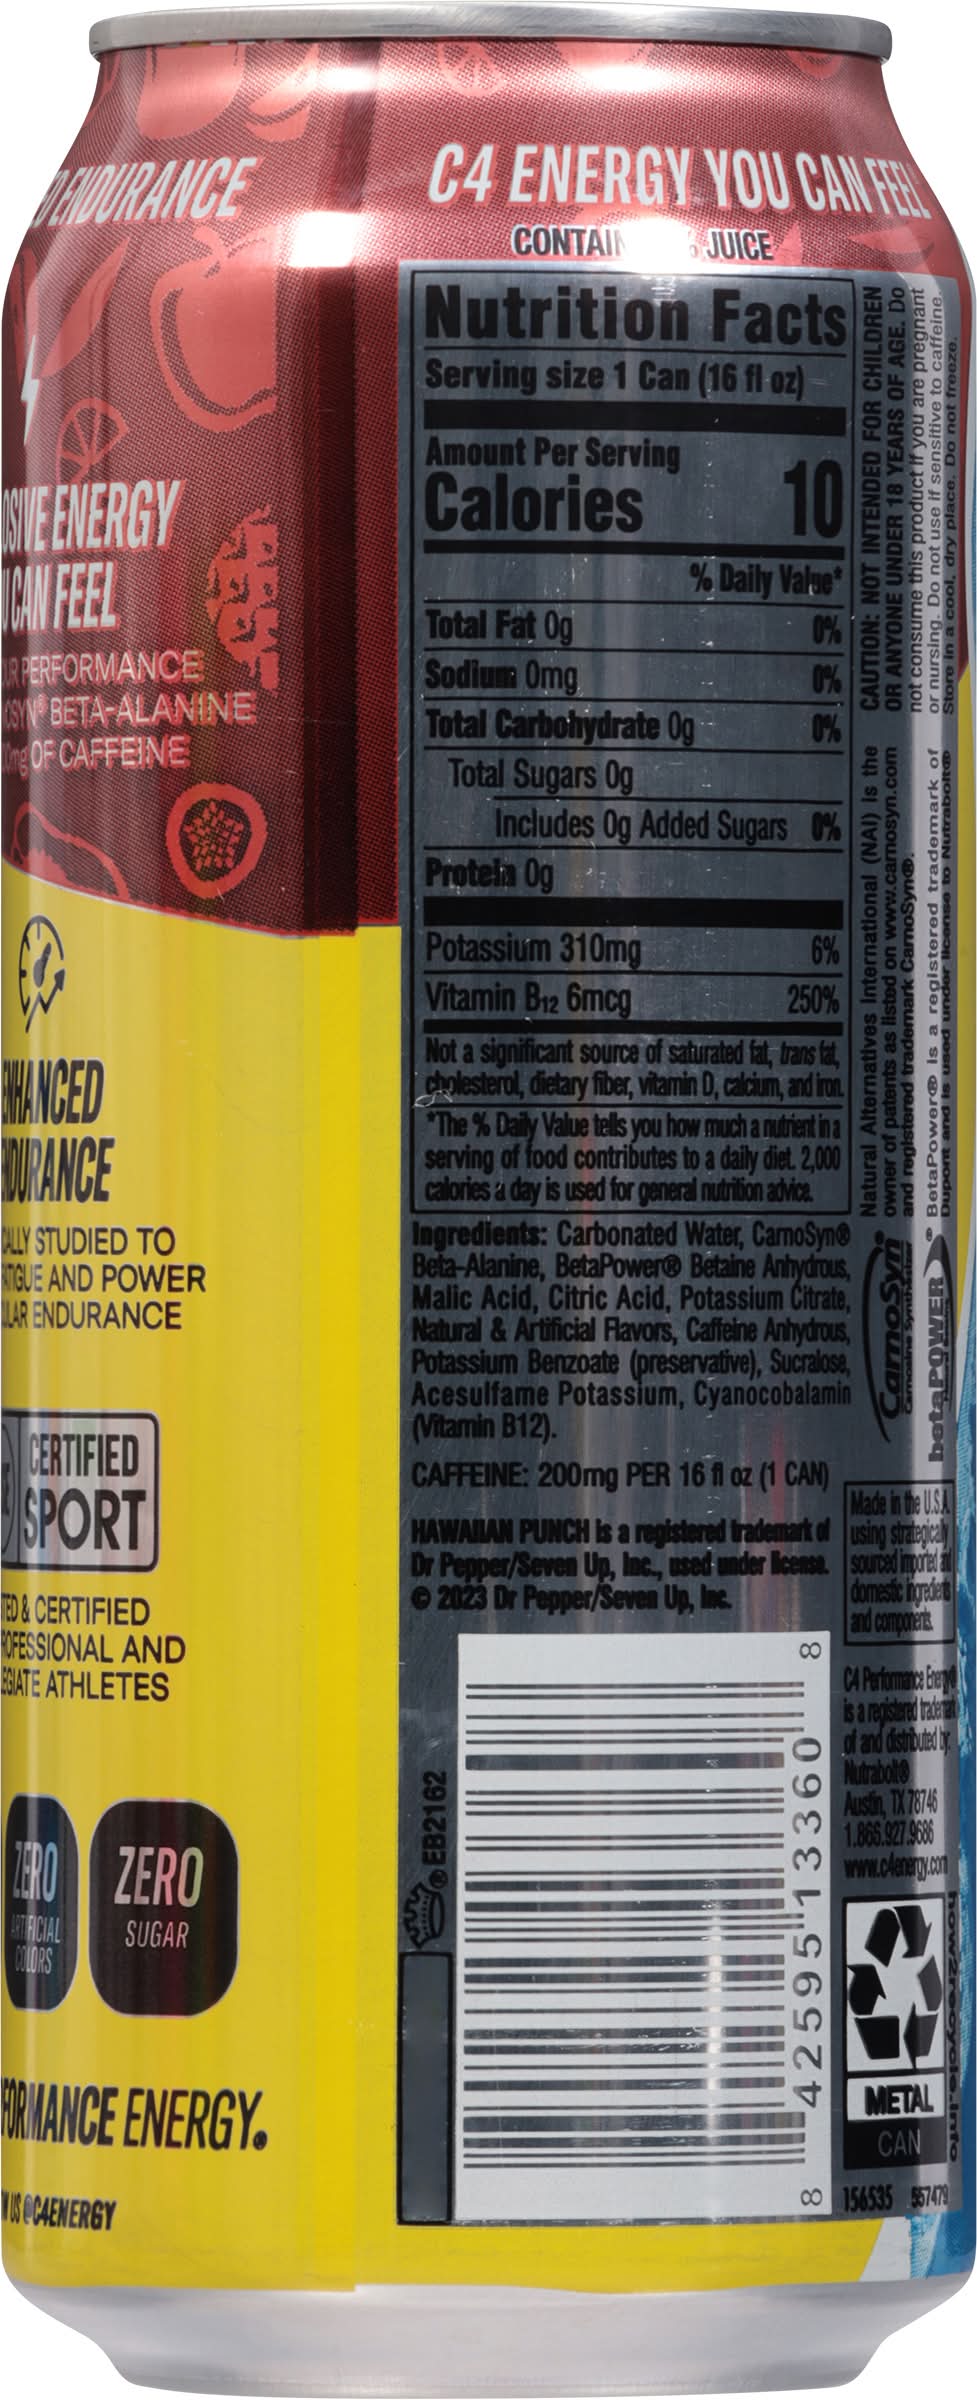 D ENDURANCE
C4 ENERGY YOU CAN FEEL
JUICE
Nutrition Facts
Serving size 1 Can (16 fl oz)
Amount Per Serving
Calories 10
% Daily Value*
Total Fat 0g 0%
Sodium 0mg 0%
Total Carbohydrate 0g 0%
Total Sugars 0g
Includes 0g Added Sugars 0%
Protein 0g
Potassium 310mg 6%
Vitamin B12 6mcg 250%
Not a significant source of saturated fat, trans fat,
cholesterol, dietary fiber, vitamin D, calcium, and iron.
*The % Daily Value tells you how much a nutrient in a
serving of food contributes to a daily diet. 2,000
calories a day is used for general nutrition advice.
Ingredients: Carbonated Water, CarnoSyn®
Beta-Alanine, BetaPower® Betaine Anhydrous,
Malic Acid, Citric Acid, Potassium Citrate,
Natural & Artificial Flavors, Caffeine Anhydrous,
Potassium Benzoate (preservative), Sucralose,
Acesulfame Potassium, Cyanocobalamin
(Vitamin B12).
CAFFEINE: 200mg PER 16 fl oz (1 CAN)
HAWAIIAN PUNCH is a registered trademark of
Dr Pepper/Seven Up, Inc., used under license.
© 2023 Dr Pepper/Seven Up, Inc.
8 42595 13360 8
®EB2162
CAUTION: NOT INTENDED FOR CHILDREN
OR ANYONE UNDER 18 YEARS OF AGE. Do
not consume this product if you are pregnant
or nursing. Do not use if sensitive to caffeine.
Store in a cool, dry place. Do not freeze.
Natural Alternatives International (NAI) is the
owner of patents as listed on www.carnosyn.com
and registered trademark CarnoSyn®.
BetaPower® is a registered trademark of
Dupont and is used under license to Nutrabolt®
CarnoSyn®
Carnosine Synthesizer
betaPOWER®
Made in the U.S.A.
using strategically
sourced imported and
domestic ingredients
and components.
C4 Performance Energy®
is a registered trademark
of and distributed by:
Nutrabolt®
Austin, TX 78746
1.865.927.9686
www.c4energy.com
how2recycle.info
METAL
CAN
156535 557479
OSIVE ENERGY
U CAN FEEL
UR PERFORMANCE
OSYN® BETA-ALANINE
0mg OF CAFFEINE
ENHANCED
ENDURANCE
CALLY STUDIED TO
FATIGUE AND POWER
ULAR ENDURANCE
CERTIFIED
SPORT
TED & CERTIFIED
ROFESSIONAL AND
EGIATE ATHLETES
ZERO
ARTIFICIAL
COLORS
ZERO
SUGAR
FORMANCE ENERGY.
W US @C4ENERGY